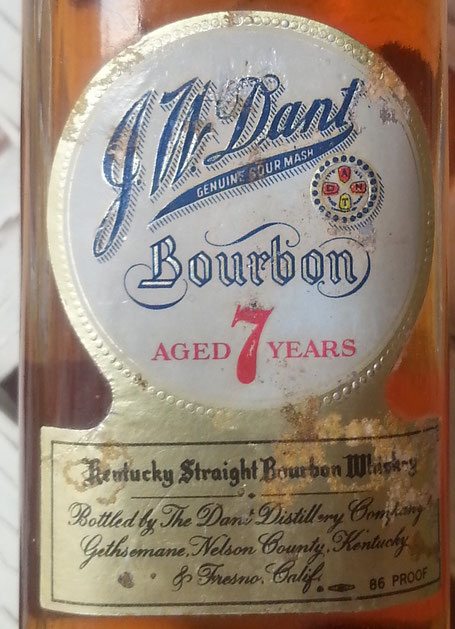 J.W. Dant
GENUINE SOUR MASH
D A N T
Bourbon
AGED 7 YEARS
Kentucky Straight Bourbon Whiskey
Bottled by The Dant Distillery Company
Gethsemane, Nelson County, Kentucky
& Fresno, Calif.
86 PROOF